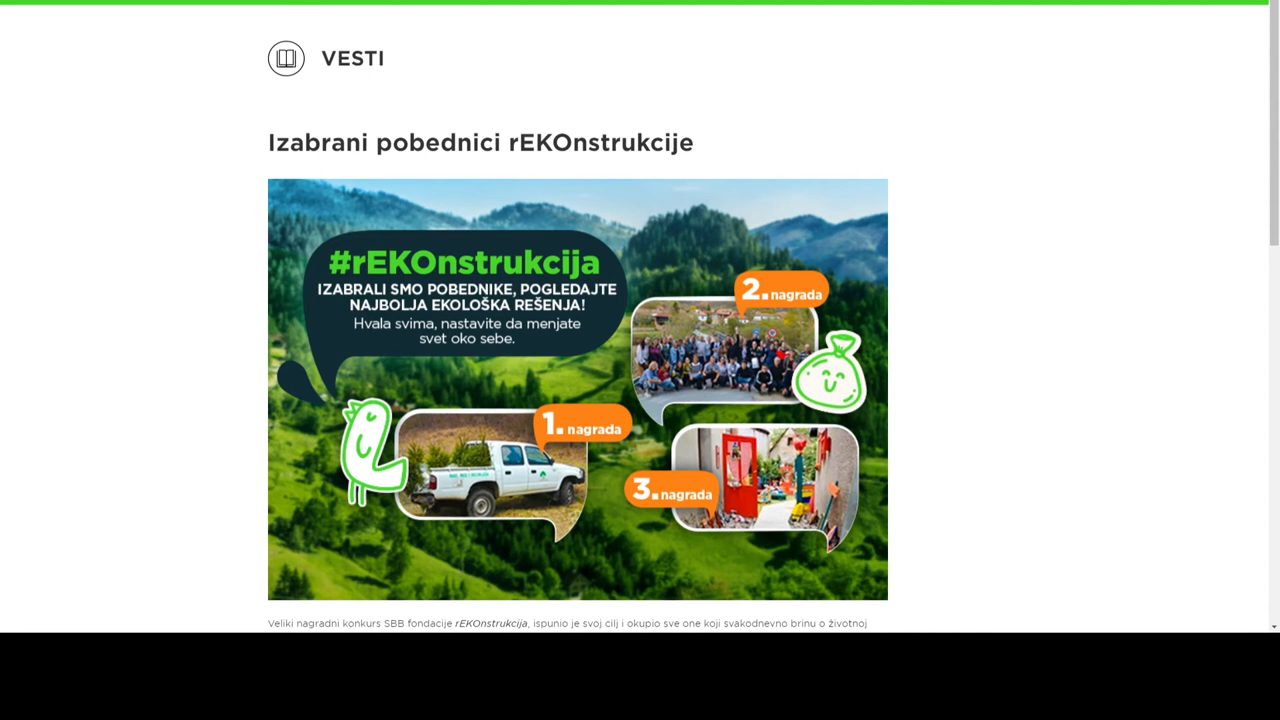 VESTI
Izabrani pobednici rEKOnstrukcije
#rEKOnstrukcija
IZABRALI SMO POBEDNIKE, POGLEDAJTE
NAJBOLJA EKOLOŠKA REŠENJA!
Hvala svima, nastavite da menjate
svet oko sebe.
2. nagrada
1. nagrada
3. nagrada
Veliki nagradni konkurs SBB fondacije rEKOnstrukcija, ispunio je svoj cilj i okupio sve one koji svakodnevno brinu o životnoj